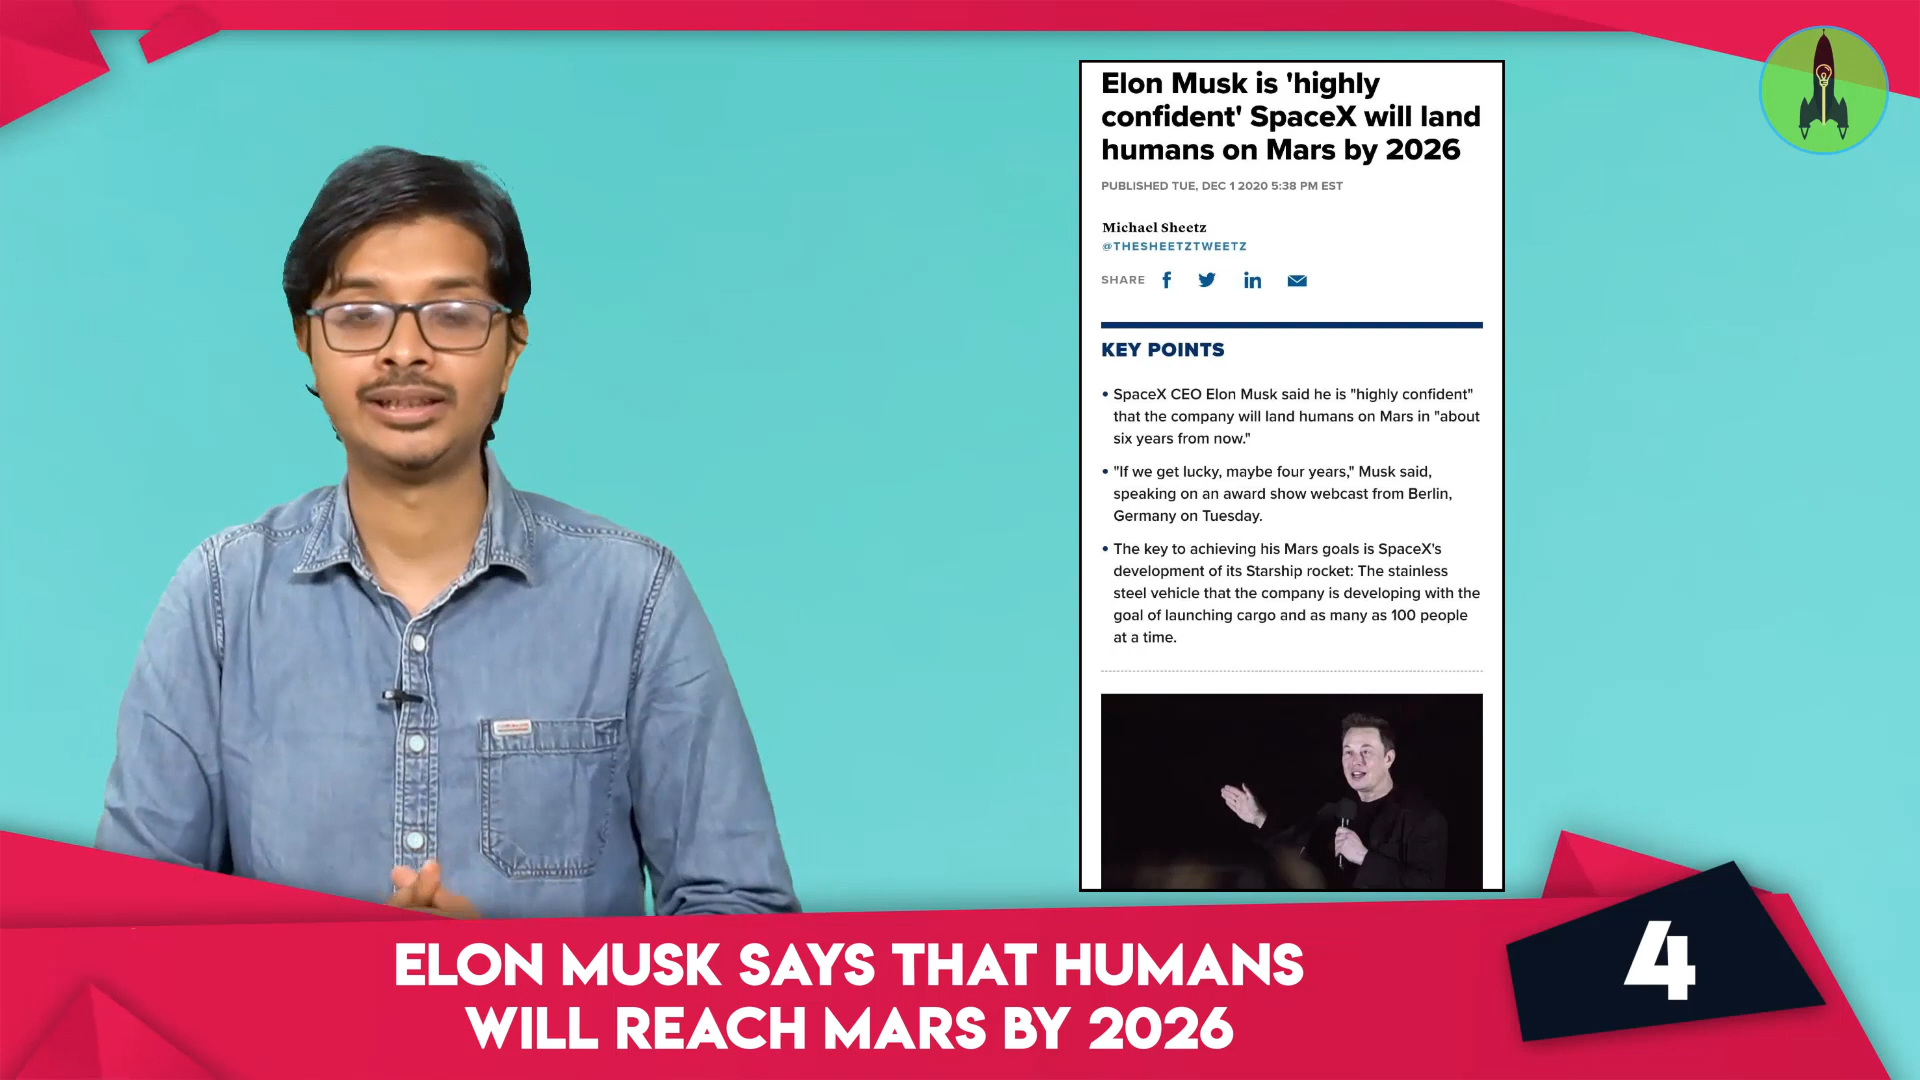 Elon Musk is 'highly
confident' SpaceX will land
humans on Mars by 2026
PUBLISHED TUE, DEC 1 2020 5:38 PM EST
Michael Sheetz
@THESHEETZTWEETZ
SHARE
KEY POINTS
• SpaceX CEO Elon Musk said he is "highly confident"
that the company will land humans on Mars in "about
six years from now."
• "If we get lucky, maybe four years," Musk said,
speaking on an award show webcast from Berlin,
Germany on Tuesday.
• The key to achieving his Mars goals is SpaceX's
development of its Starship rocket: The stainless
steel vehicle that the company is developing with the
goal of launching cargo and as many as 100 people
at a time.
ELON MUSK SAYS THAT HUMANS
WILL REACH MARS BY 2026
4